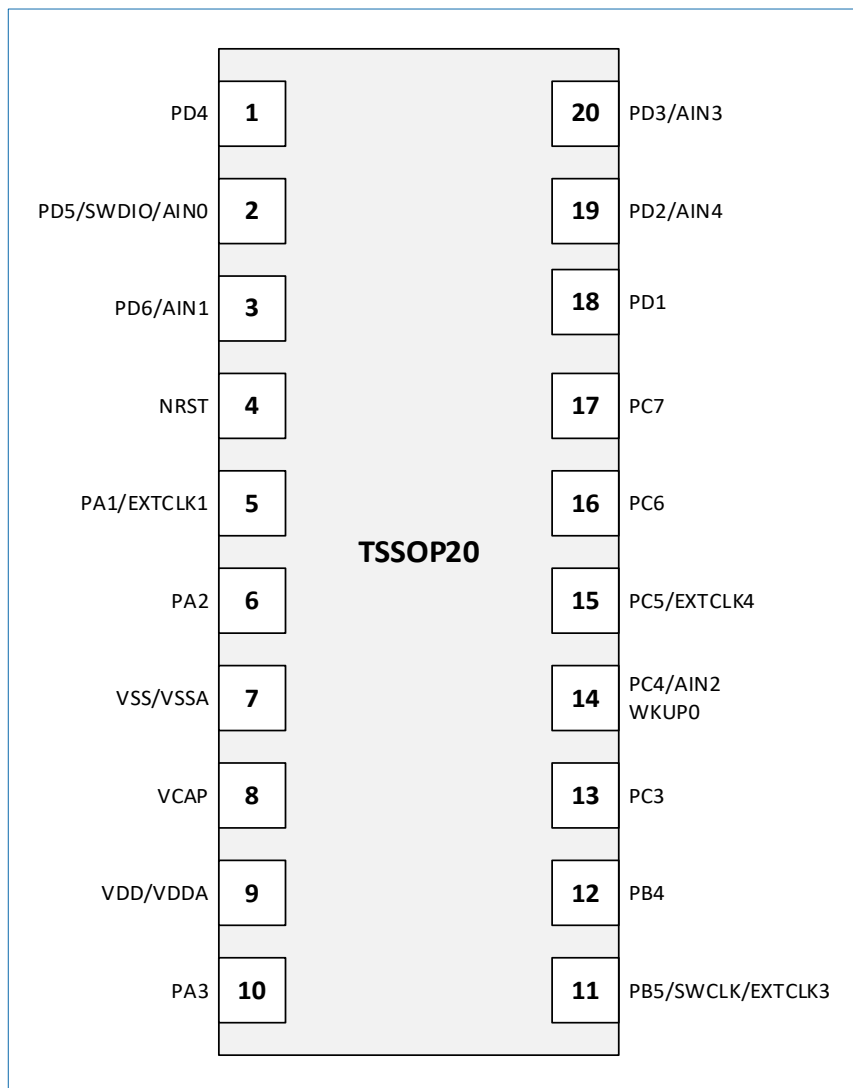 PD4 1 20 PD3/AIN3
PD5/SWDIO/AIN0 2 19 PD2/AIN4
PD6/AIN1 3 18 PD1
NRST 4 17 PC7
PA1/EXTCLK1 5 16 PC6
TSSOP20
PA2 6 15 PC5/EXTCLK4
VSS/VSSA 7 14 PC4/AIN2
WKUP0
VCAP 8 13 PC3
VDD/VDDA 9 12 PB4
PA3 10 11 PB5/SWCLK/EXTCLK3